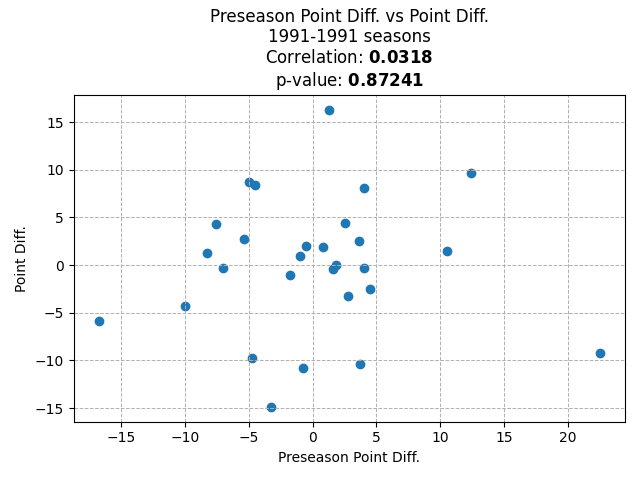 Preseason Point Diff. vs Point Diff.
1991-1991 seasons
Correlation: 0.0318
p-value: 0.87241
15
10
5
0
−5
−10
−15
Point Diff.
−15
−10
−5
0
5
10
15
20
Preseason Point Diff.